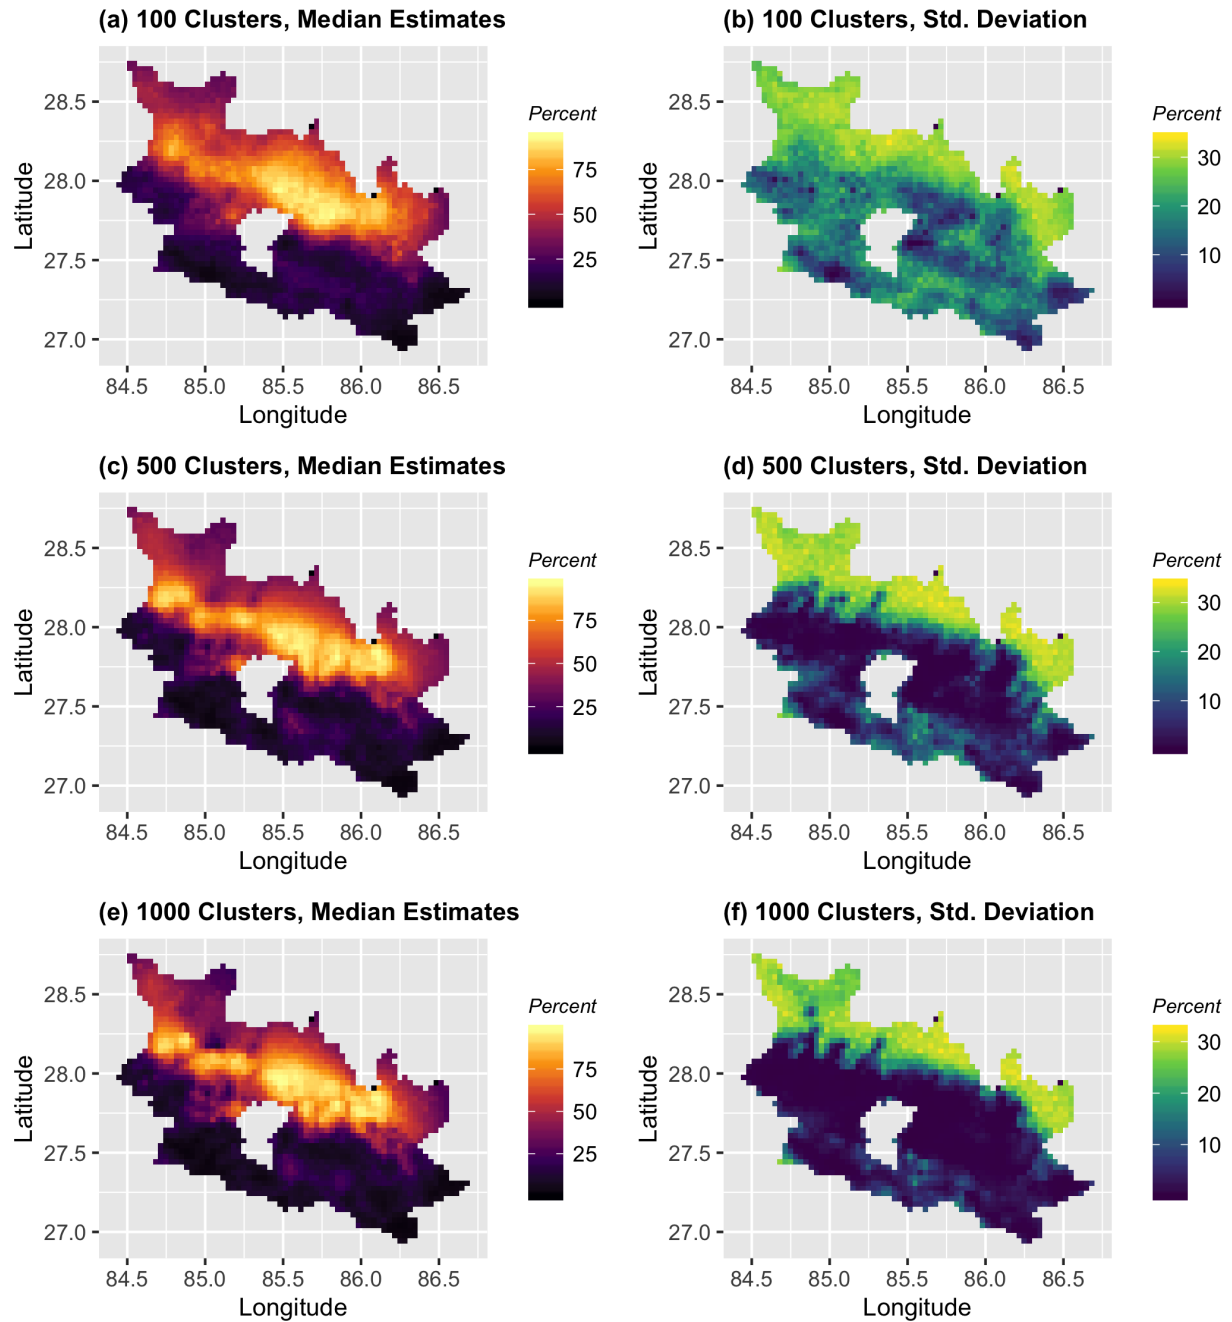 (a) 100 Clusters, Median Estimates
Latitude
28.5
28.0
27.5
27.0
84.5 85.0 85.5 86.0 86.5
Longitude
Percent
75
50
25
(b) 100 Clusters, Std. Deviation
Latitude
28.5
28.0
27.5
27.0
84.5 85.0 85.5 86.0 86.5
Longitude
Percent
30
20
10
(c) 500 Clusters, Median Estimates
Latitude
28.5
28.0
27.5
27.0
84.5 85.0 85.5 86.0 86.5
Longitude
Percent
75
50
25
(d) 500 Clusters, Std. Deviation
Latitude
28.5
28.0
27.5
27.0
84.5 85.0 85.5 86.0 86.5
Longitude
Percent
30
20
10
(e) 1000 Clusters, Median Estimates
Latitude
28.5
28.0
27.5
27.0
84.5 85.0 85.5 86.0 86.5
Longitude
Percent
75
50
25
(f) 1000 Clusters, Std. Deviation
Latitude
28.5
28.0
27.5
27.0
84.5 85.0 85.5 86.0 86.5
Longitude
Percent
30
20
10